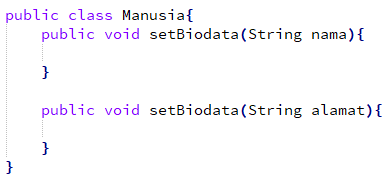 public class Manusia{
    public void setBiodata(String nama){
    }
    public void setBiodata(String alamat){
    }
}